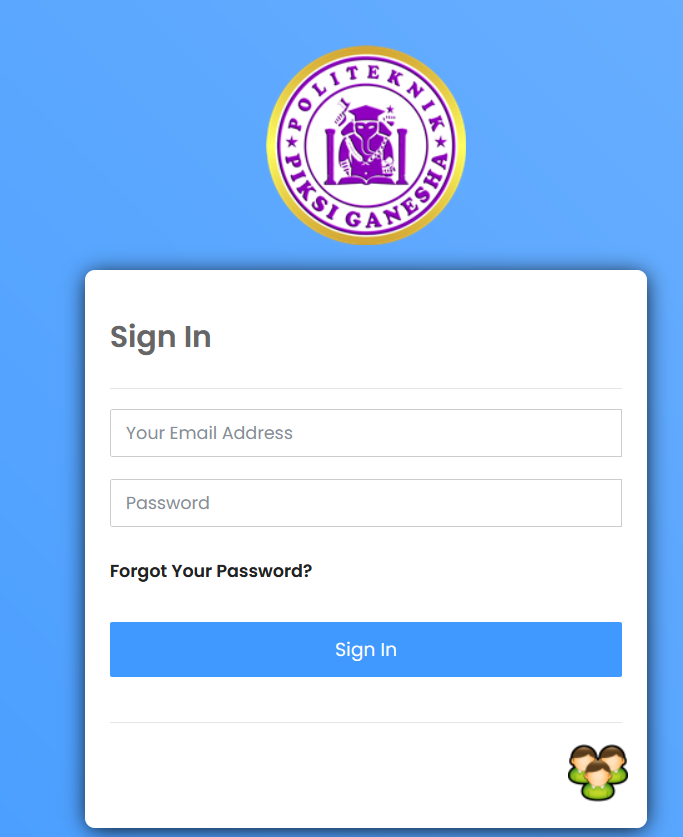 POLITEKNIK
PIKSI GANESHA
Sign In
Your Email Address
Password
Forgot Your Password?
Sign In